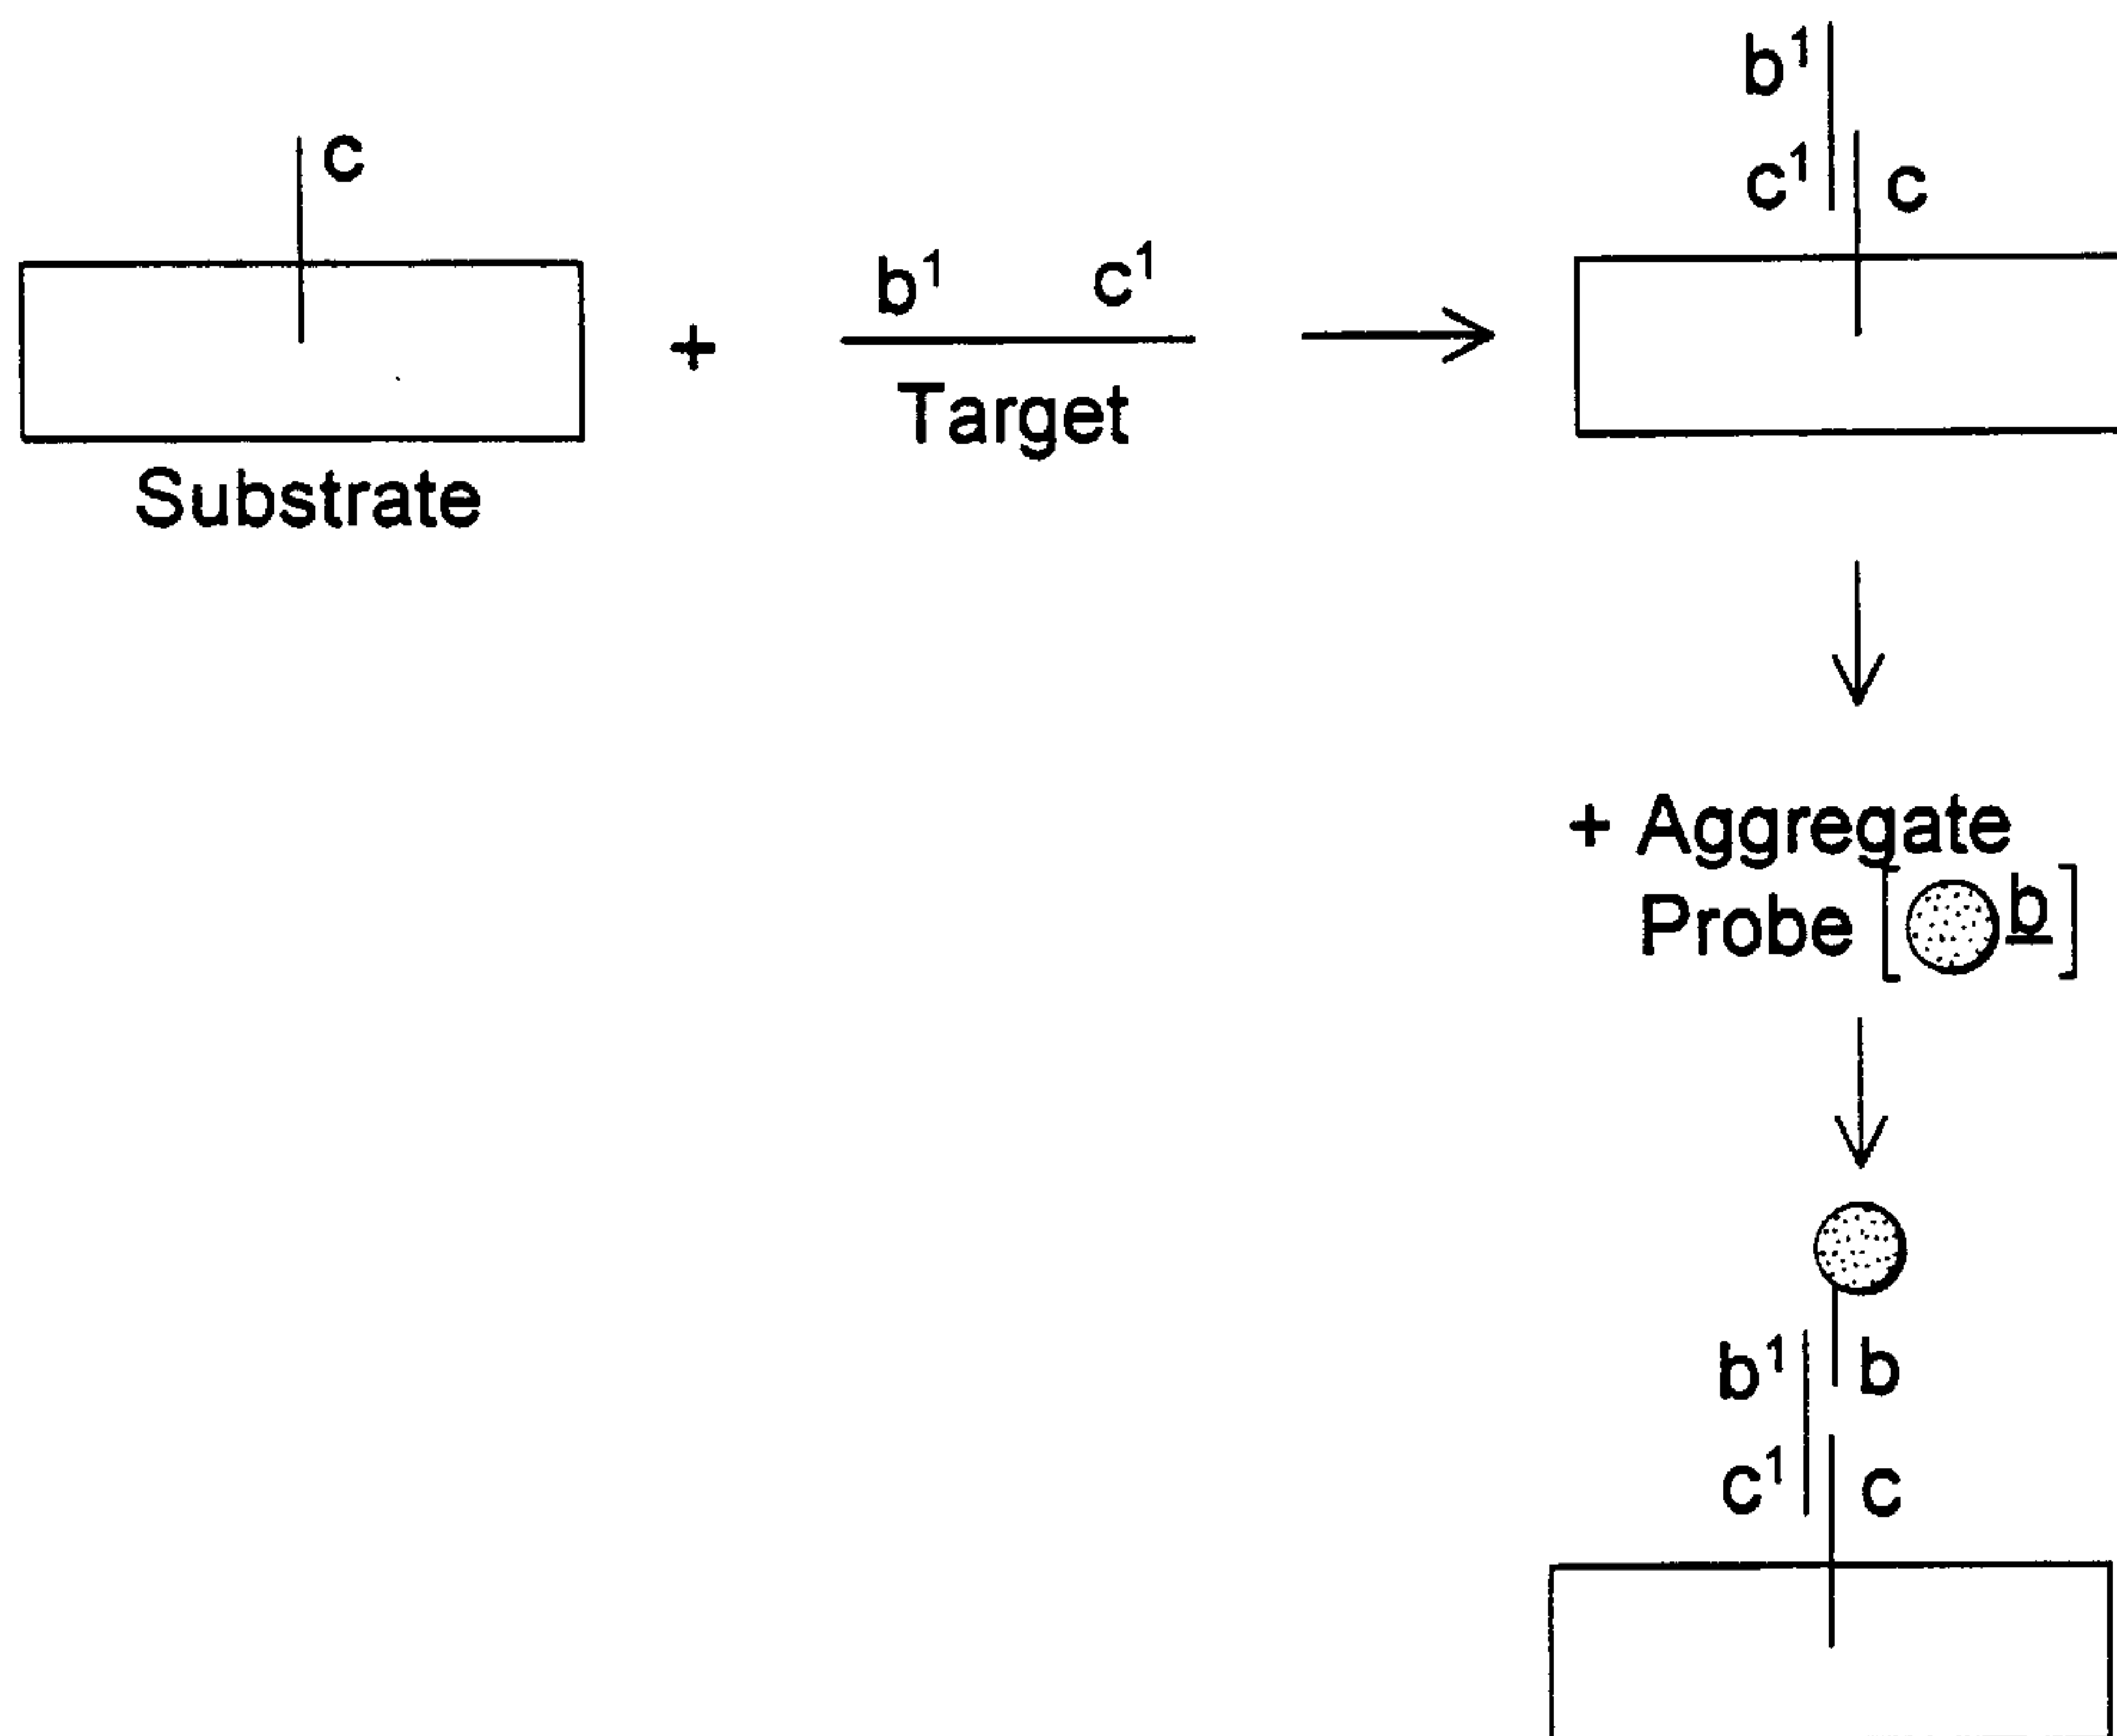 c
Substrate
+
b¹ c¹
Target
b¹
c¹ c
+ Aggregate
Probe [b]
b¹ b
c¹ c